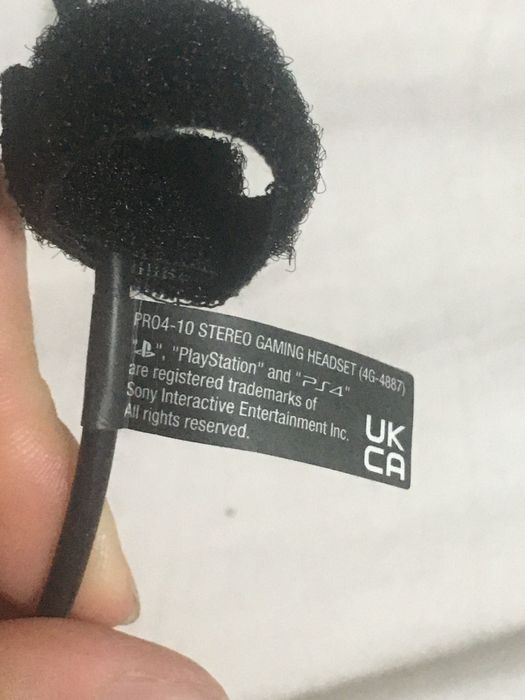 PRO4-10 STEREO GAMING HEADSET (4G-4887)
" ", "PlayStation" and "PS4"
are registered trademarks of
Sony Interactive Entertainment Inc.
All rights reserved.
UK
CA